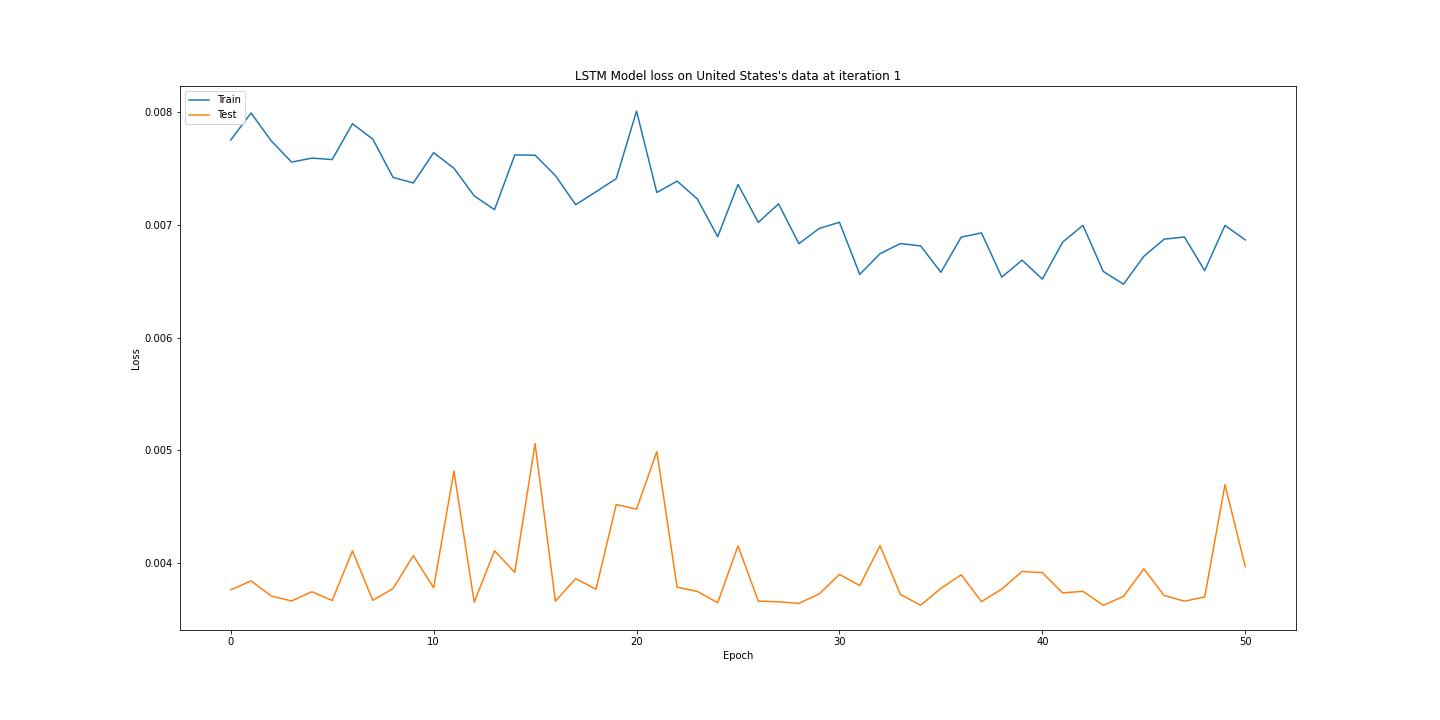 LSTM Model loss on United States's data at iteration 1
Train
Test
0.008
0.007
0.006
0.005
0.004
Loss
0 10 20 30 40 50
Epoch